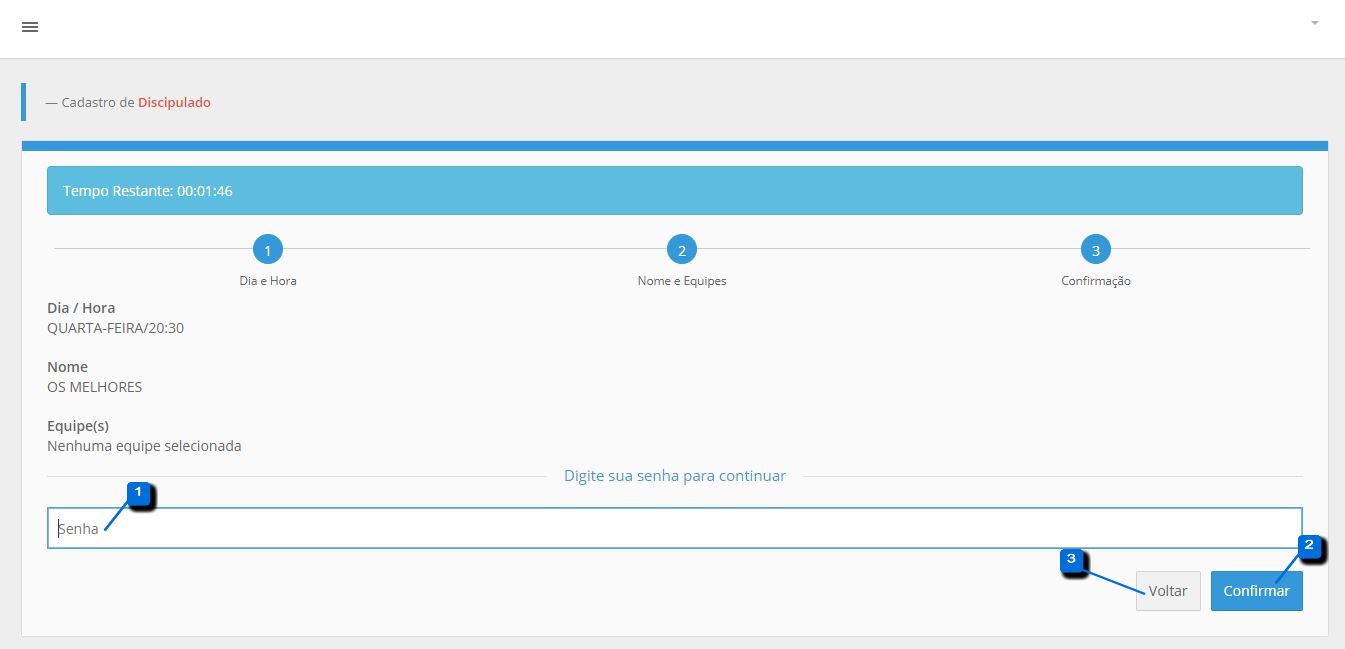 — Cadastro de Discipulado
Tempo Restante: 00:01:46
1
2
3
Dia e Hora
Nome e Equipes
Confirmação
Dia / Hora
QUARTA-FEIRA/20:30
Nome
OS MELHORES
Equipe(s)
Nenhuma equipe selecionada
Digite sua senha para continuar
1
Senha
2
3
Voltar
Confirmar